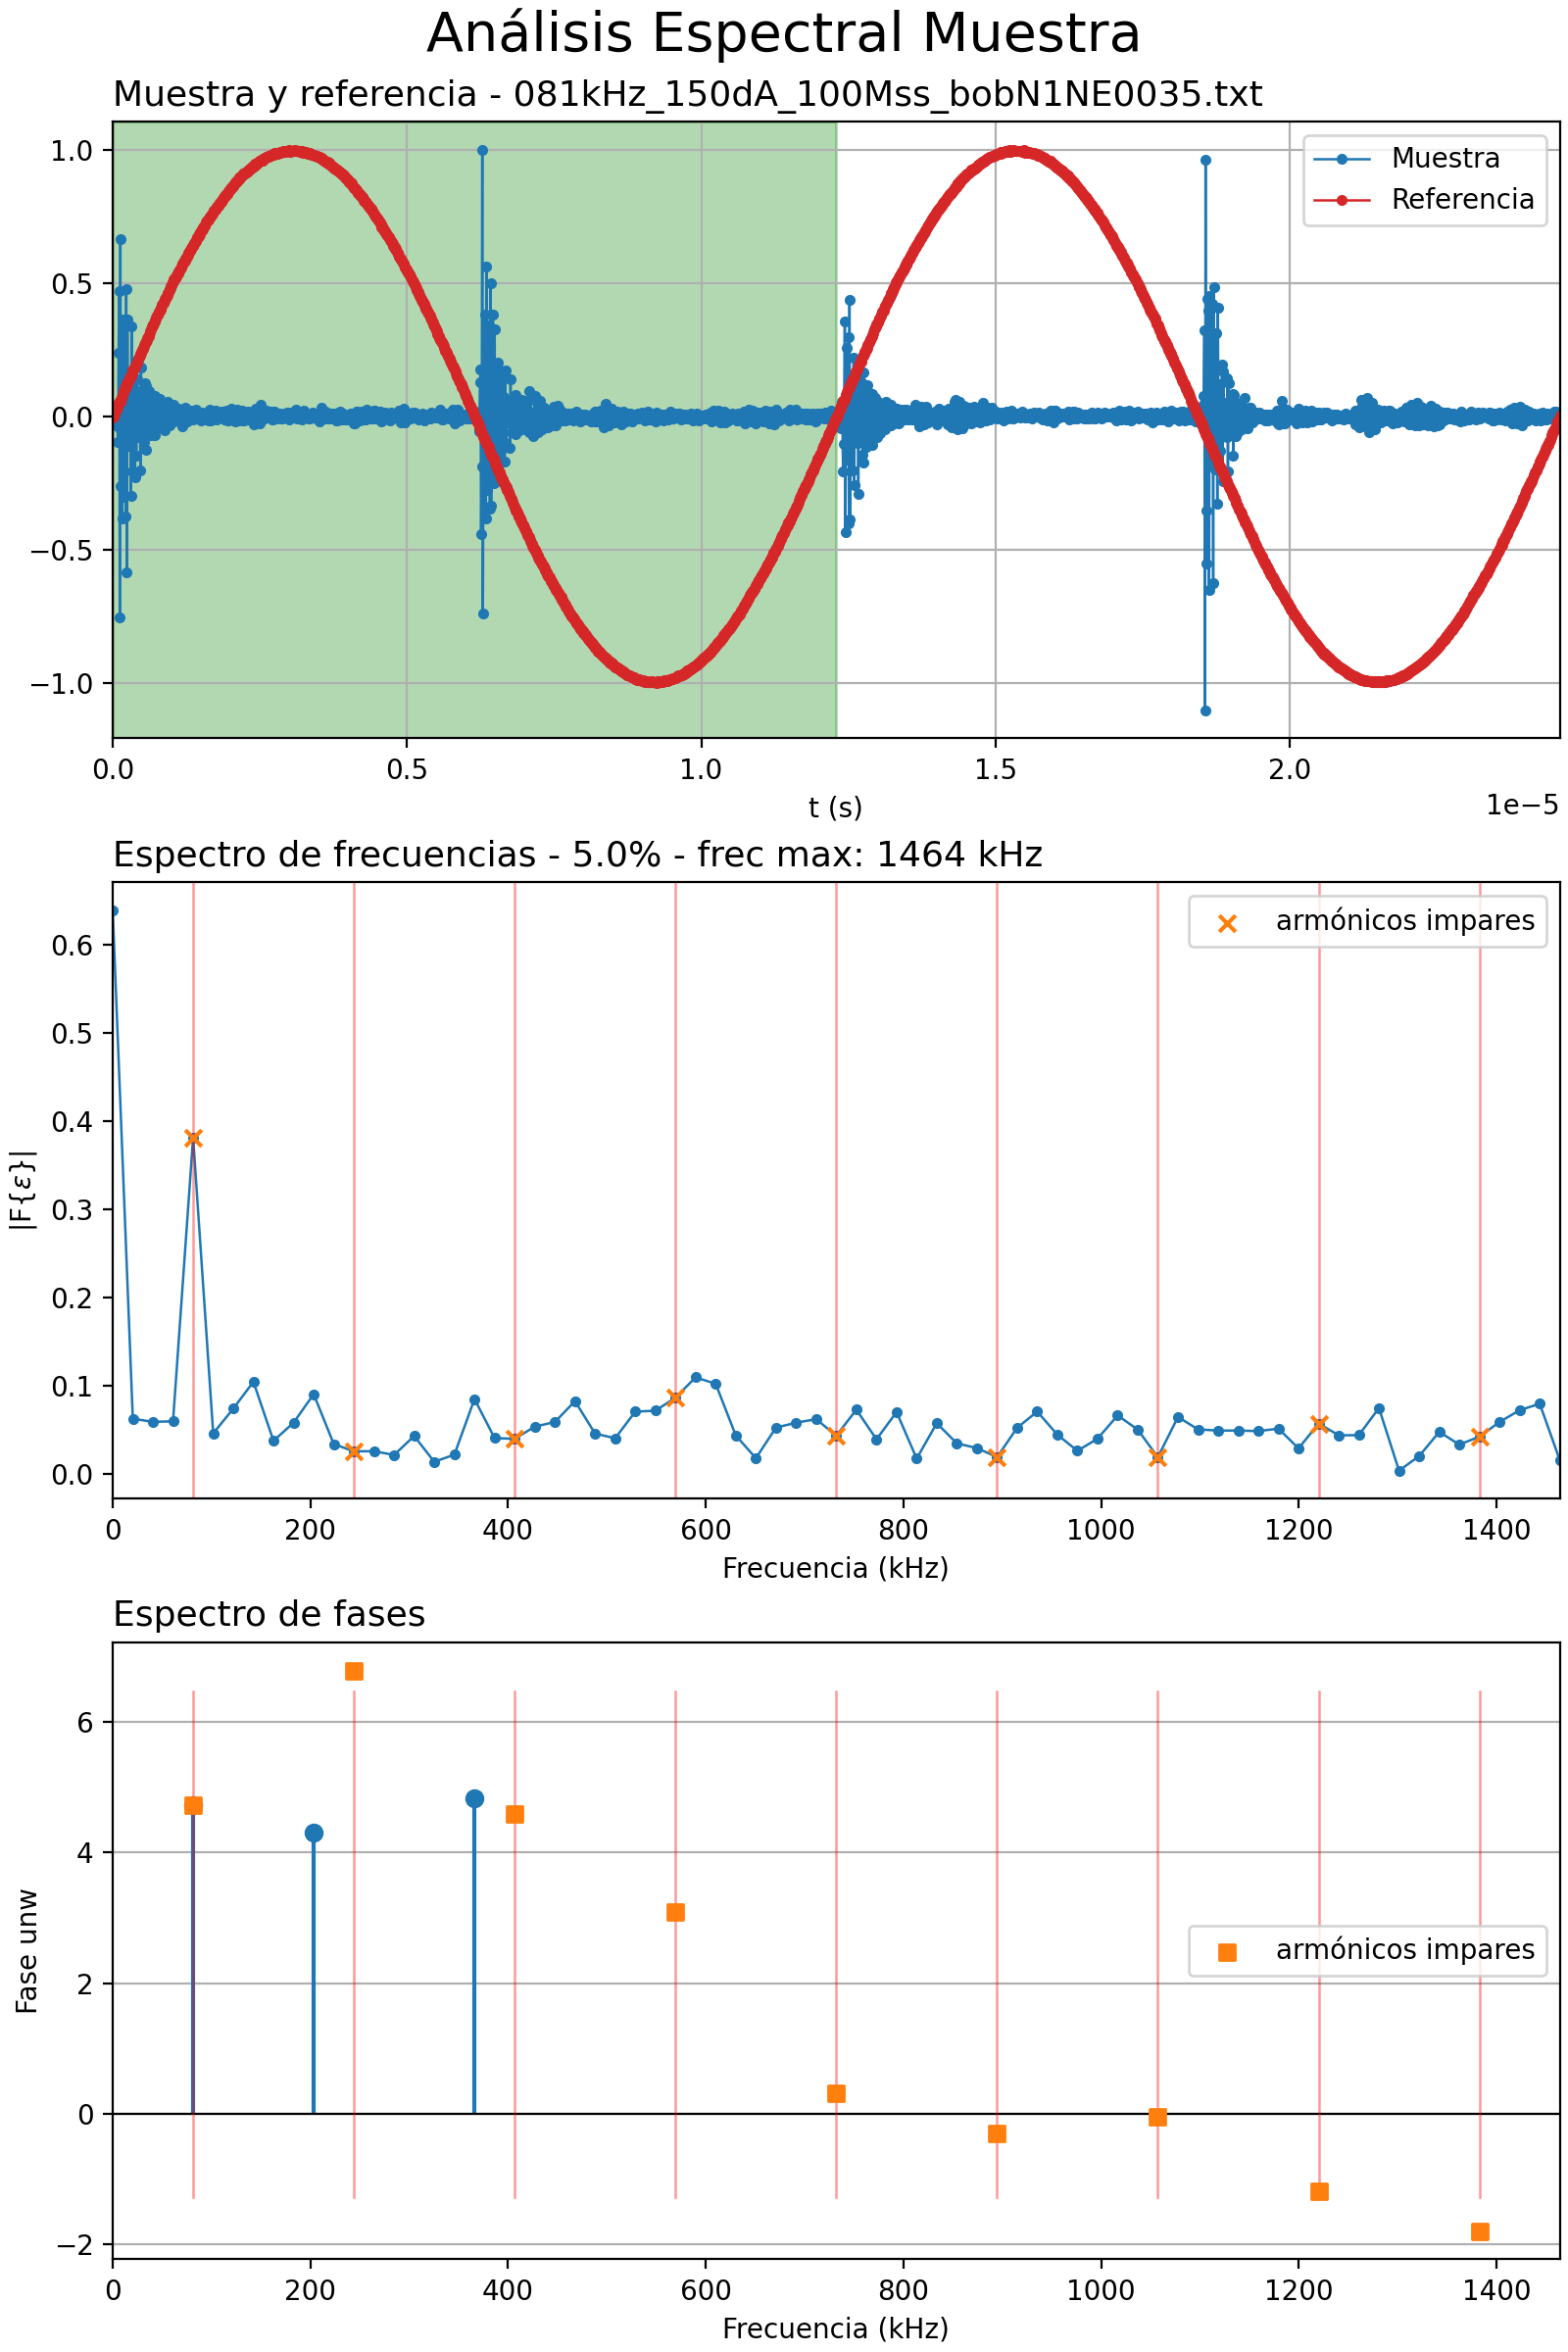 Análisis Espectral Muestra
Muestra y referencia - 081kHz_150dA_100Mss_bobN1NE0035.txt
1.0
0.5
0.0
−0.5
−1.0
Muestra
Referencia
0.0 0.5 1.0 1.5 2.0
t (s)
1e−5
Espectro de frecuencias - 5.0% - frec max: 1464 kHz
armónicos impares
0.6
0.5
0.4
0.3
0.2
0.1
0.0
|F{ε}|
0 200 400 600 800 1000 1200 1400
Frecuencia (kHz)
Espectro de fases
6
4
2
0
−2
Fase unw
armónicos impares
0 200 400 600 800 1000 1200 1400
Frecuencia (kHz)